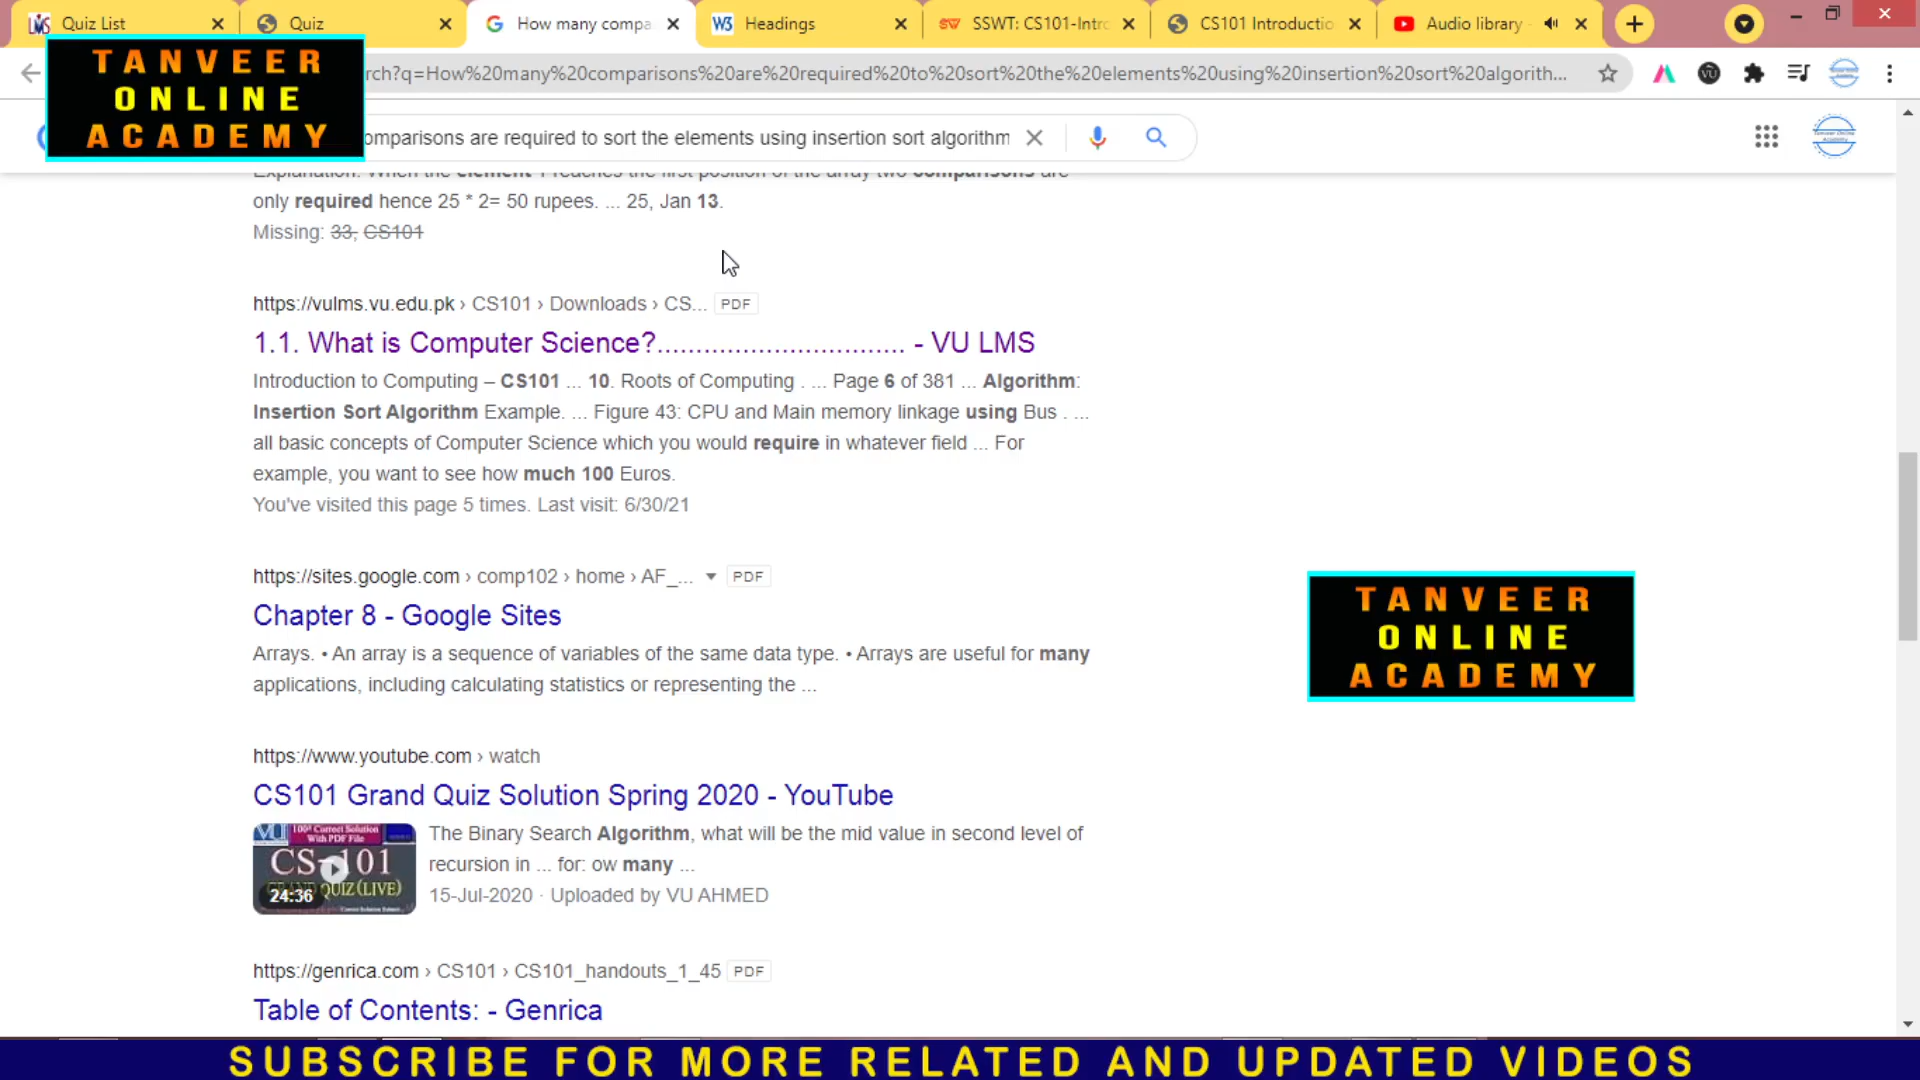 Quiz List
Quiz
How many compa
Headings
SSWT: CS101-Intro
CS101 Introductio
Audio library
TANVEER
ONLINE
ACADEMY
rch?q=How%20many%20comparisons%20are%20required%20to%20sort%20the%20elements%20using%20insertion%20sort%20algorith...
omparisons are required to sort the elements using insertion sort algorithm
Explanation: When the element 1 reaches the first position of the array two comparisons are
only required hence 25 * 2= 50 rupees. ... 25, Jan 13.
Missing: 33, CS101
https://vulms.vu.edu.pk › CS101 › Downloads › CS... PDF
1.1. What is Computer Science?................................ - VU LMS
Introduction to Computing – CS101 ... 10. Roots of Computing . ... Page 6 of 381 ... Algorithm:
Insertion Sort Algorithm Example. ... Figure 43: CPU and Main memory linkage using Bus . ...
all basic concepts of Computer Science which you would require in whatever field ... For
example, you want to see how much 100 Euros.
You've visited this page 5 times. Last visit: 6/30/21
https://sites.google.com › comp102 › home › AF_... PDF
Chapter 8 - Google Sites
Arrays. • An array is a sequence of variables of the same data type. • Arrays are useful for many
applications, including calculating statistics or representing the ...
TANVEER
ONLINE
ACADEMY
https://www.youtube.com › watch
CS101 Grand Quiz Solution Spring 2020 - YouTube
VU 100% Correct Solution
With PDF File
CS-101
GRAND QUIZ (LIVE)
24:36
The Binary Search Algorithm, what will be the mid value in second level of
recursion in ... for: ow many ...
15-Jul-2020 · Uploaded by VU AHMED
https://genrica.com › CS101 › CS101_handouts_1_45 PDF
Table of Contents: - Genrica
SUBSCRIBE FOR MORE RELATED AND UPDATED VIDEOS